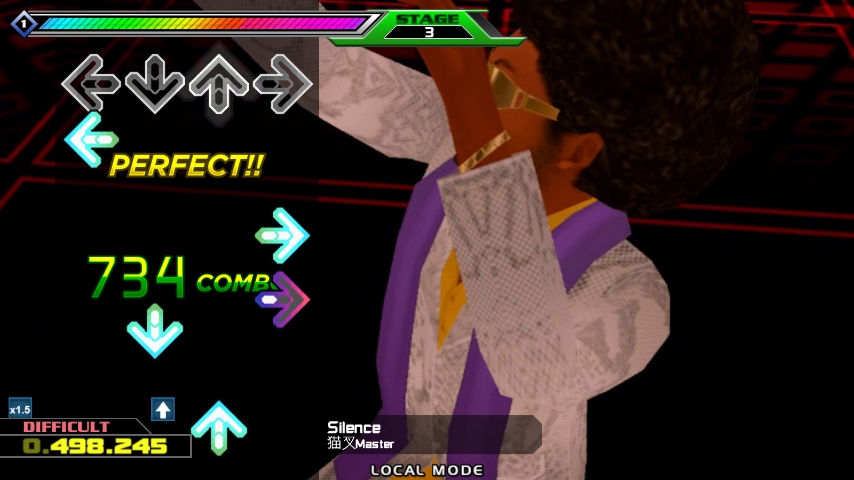 1
STAGE
3
PERFECT!!
734 COMBO
x1.5
DIFFICULT
0.498.245
Silence
猫叉Master
LOCAL MODE